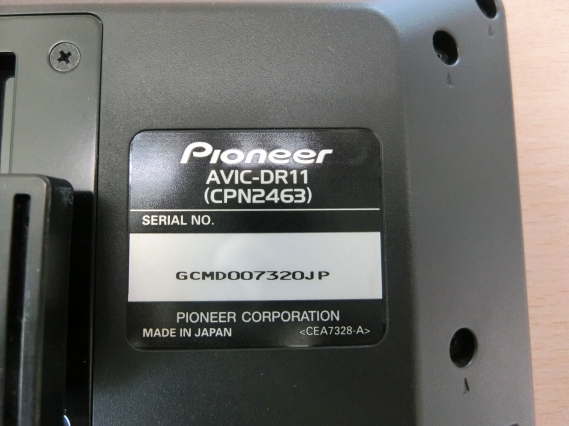 Pioneer
AVIC-DR11
(CPN2463)
SERIAL NO.
GCMD007320JP
PIONEER CORPORATION
MADE IN JAPAN <CEA7328-A>